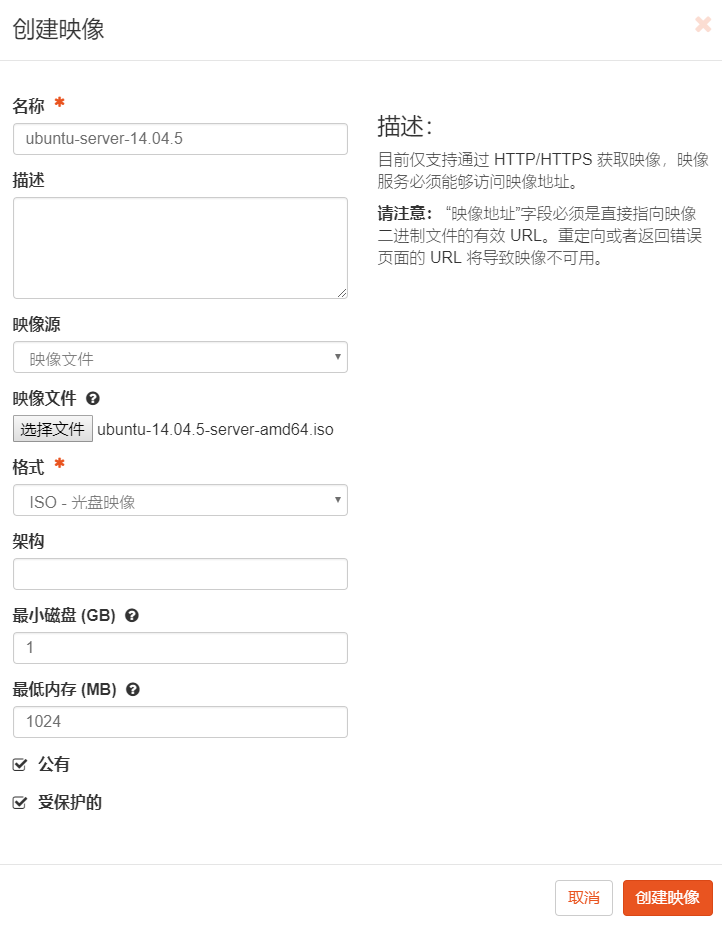 创建映像
名称 *
ubuntu-server-14.04.5
描述
映像源
映像文件
映像文件
选择文件 ubuntu-14.04.5-server-amd64.iso
格式 *
ISO - 光盘映像
架构
最小磁盘 (GB)
1
最低内存 (MB)
1024
公有
受保护的
描述：
目前仅支持通过 HTTP/HTTPS 获取映像，映像
服务必须能够访问映像地址。
请注意： “映像地址”字段必须是直接指向映像
二进制文件的有效 URL。重定向或者返回错误
页面的 URL 将导致映像不可用。
取消
创建映像